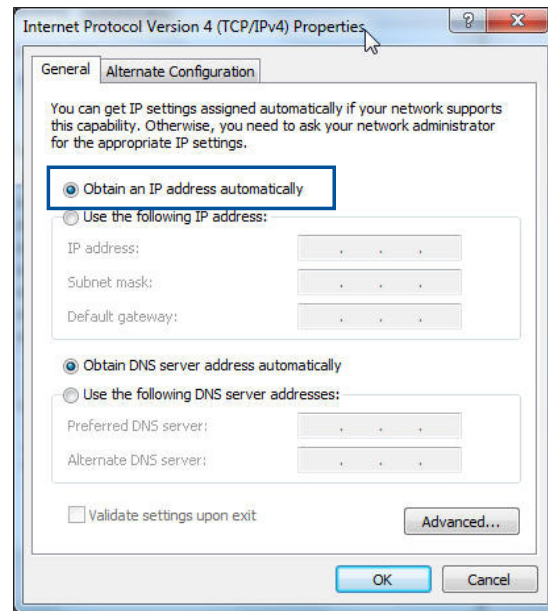 Internet Protocol Version 4 (TCP/IPv4) Properties
General
Alternate Configuration
You can get IP settings assigned automatically if your network supports
this capability. Otherwise, you need to ask your network administrator
for the appropriate IP settings.
Obtain an IP address automatically
Use the following IP address:
IP address:
Subnet mask:
Default gateway:
Obtain DNS server address automatically
Use the following DNS server addresses:
Preferred DNS server:
Alternate DNS server:
Validate settings upon exit
Advanced...
OK
Cancel